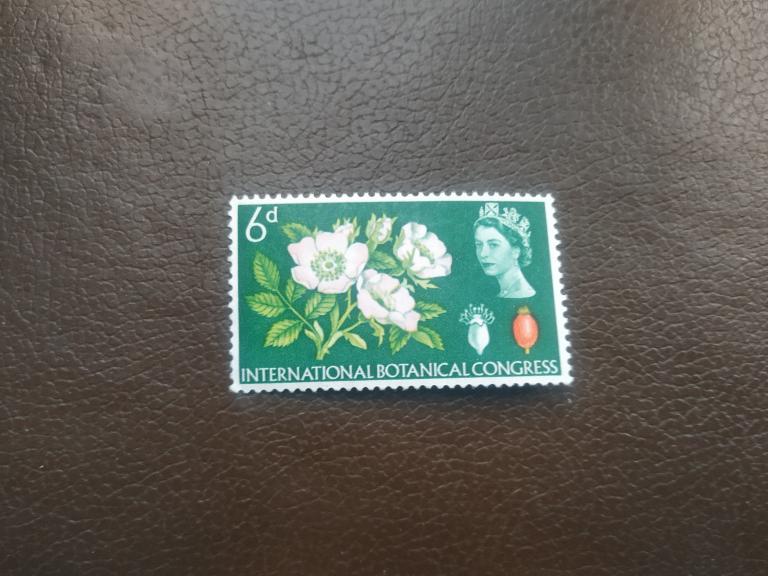 6d
INTERNATIONAL BOTANICAL CONGRESS